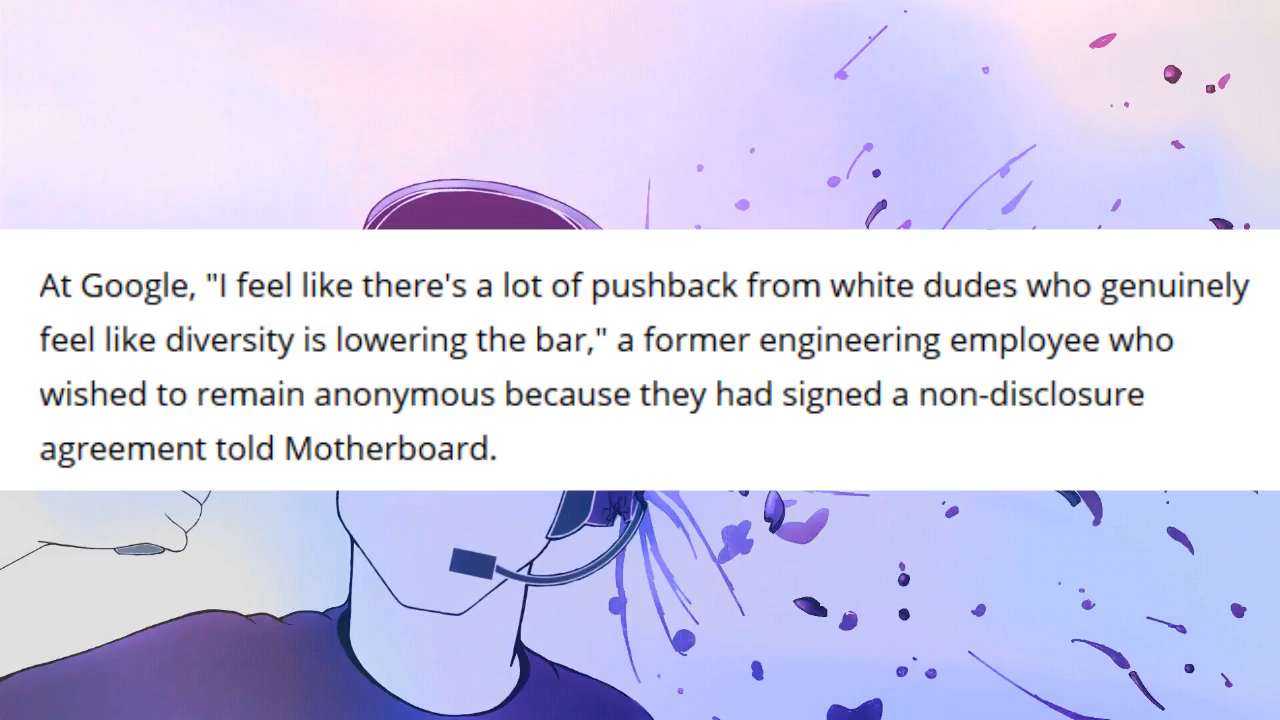 At Google, "I feel like there's a lot of pushback from white dudes who genuinely
feel like diversity is lowering the bar," a former engineering employee who
wished to remain anonymous because they had signed a non-disclosure
agreement told Motherboard.